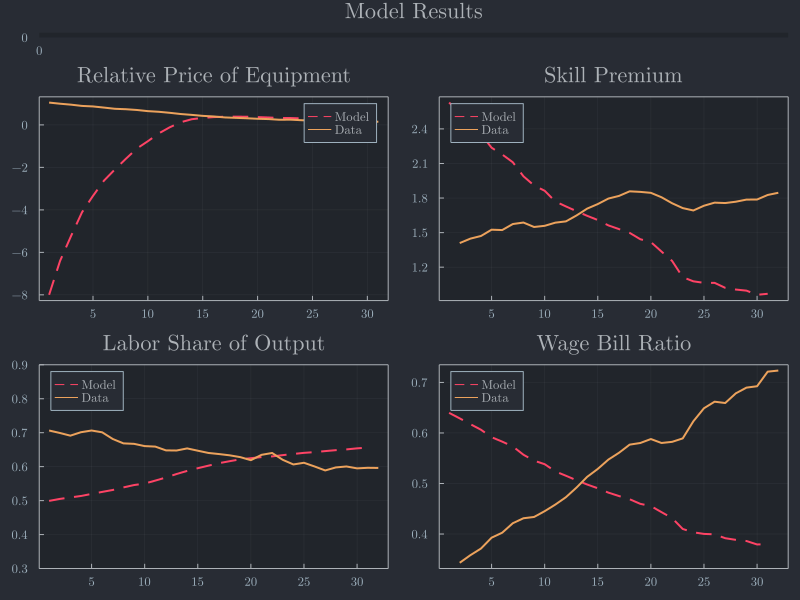 Model Results
0
0
Relative Price of Equipment
Model
Data
0
−2
−4
−6
−8
5 10 15 20 25 30
Skill Premium
Model
Data
2.4
2.1
1.8
1.5
1.2
5 10 15 20 25 30
Labor Share of Output
Model
Data
0.9
0.8
0.7
0.6
0.5
0.4
0.3
5 10 15 20 25 30
Wage Bill Ratio
Model
Data
0.7
0.6
0.5
0.4
5 10 15 20 25 30